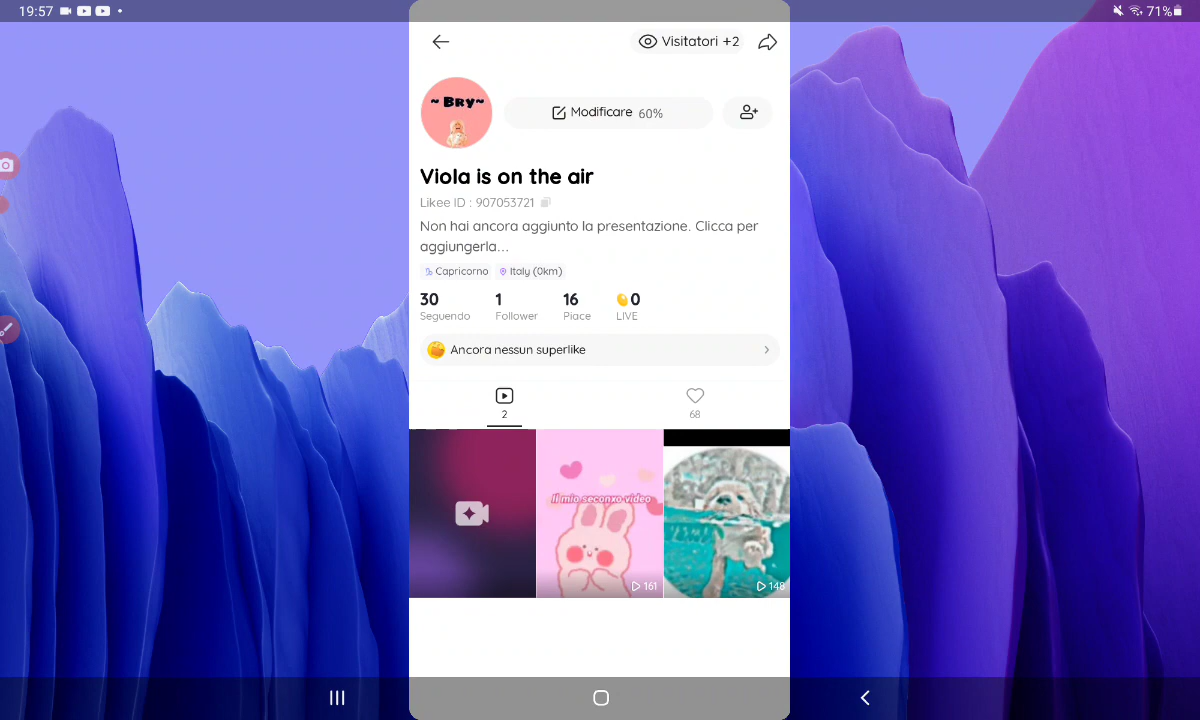 19:57
71%
Visitatori +2
~ BRY~
Modificare 60%
Viola is on the air
Likee ID : 907053721
Non hai ancora aggiunto la presentazione. Clicca per
aggiungerla...
Capricorno
Italy (0km)
30
1
16
0
Seguendo
Follower
Piace
LIVE
Ancora nessun superlike
2
68
Il mio seconxo video
161
148